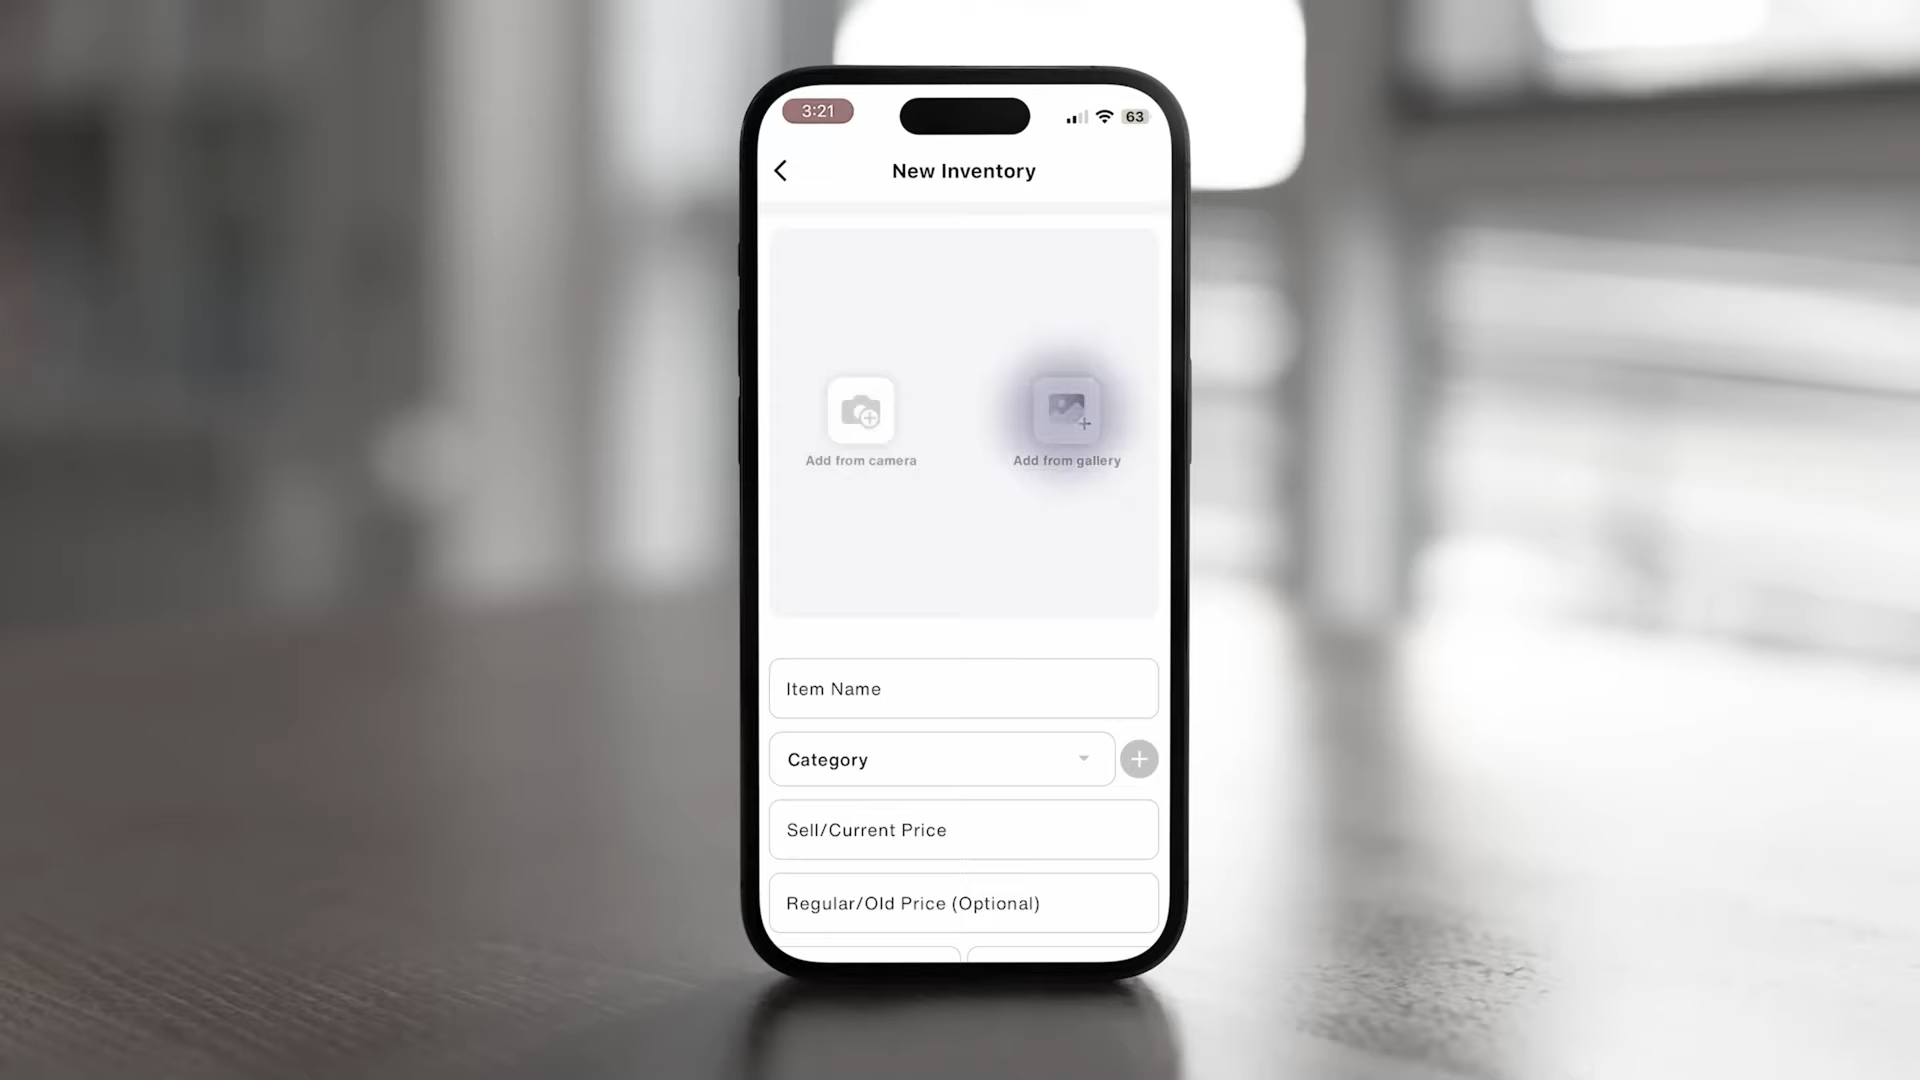 3:21
63
New Inventory
Add from camera
Add from gallery
Item Name
Category
Sell/Current Price
Regular/Old Price (Optional)